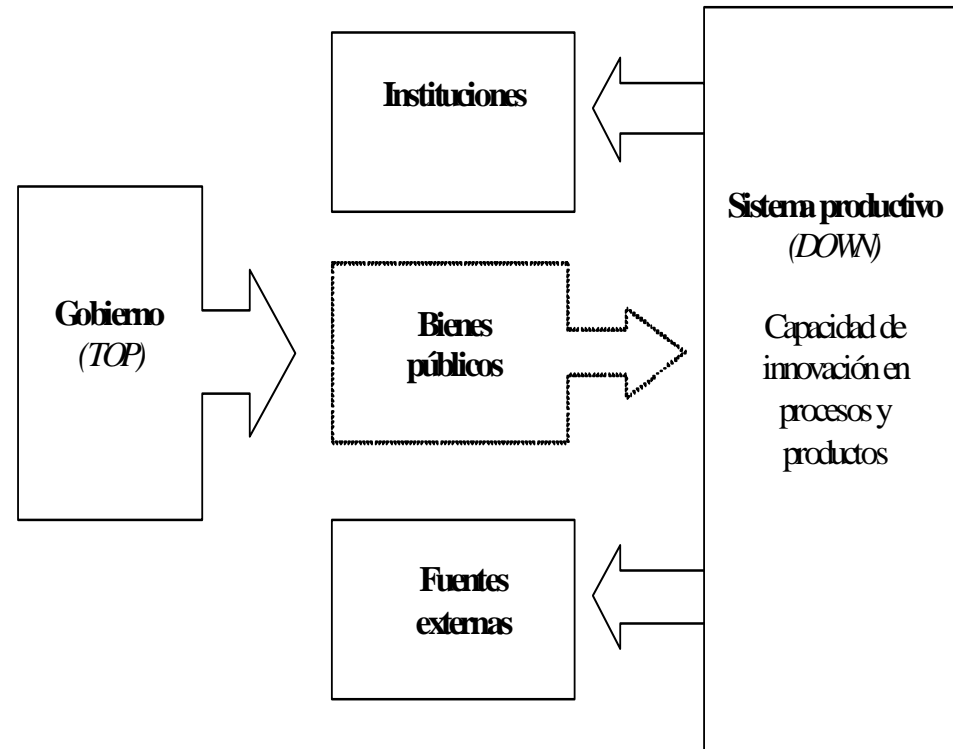 Instituciones
Gobierno
(TOP)
Bienes
públicos
Fuentes
externas
Sistema productivo
(DOWN)
Capacidad de
innovación en
procesos y
productos